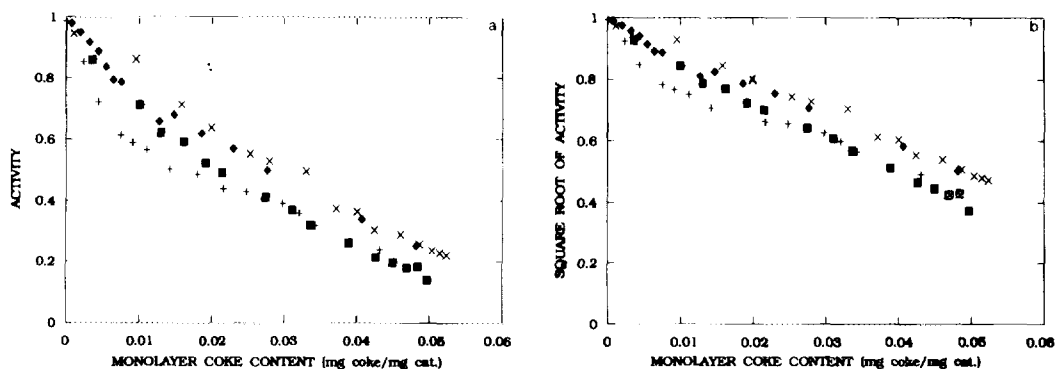 a
1
0.8
0.6
0.4
0.2
0
ACTIVITY
0 0.01 0.02 0.03 0.04 0.05 0.06
MONOLAYER COKE CONTENT (mg coke/mg cat.)
b
1
0.8
0.6
0.4
0.2
0
SQUARE ROOT OF ACTIVITY
0 0.01 0.02 0.03 0.04 0.05 0.06
MONOLAYER COKE CONTENT (mg coke/mg cat.)